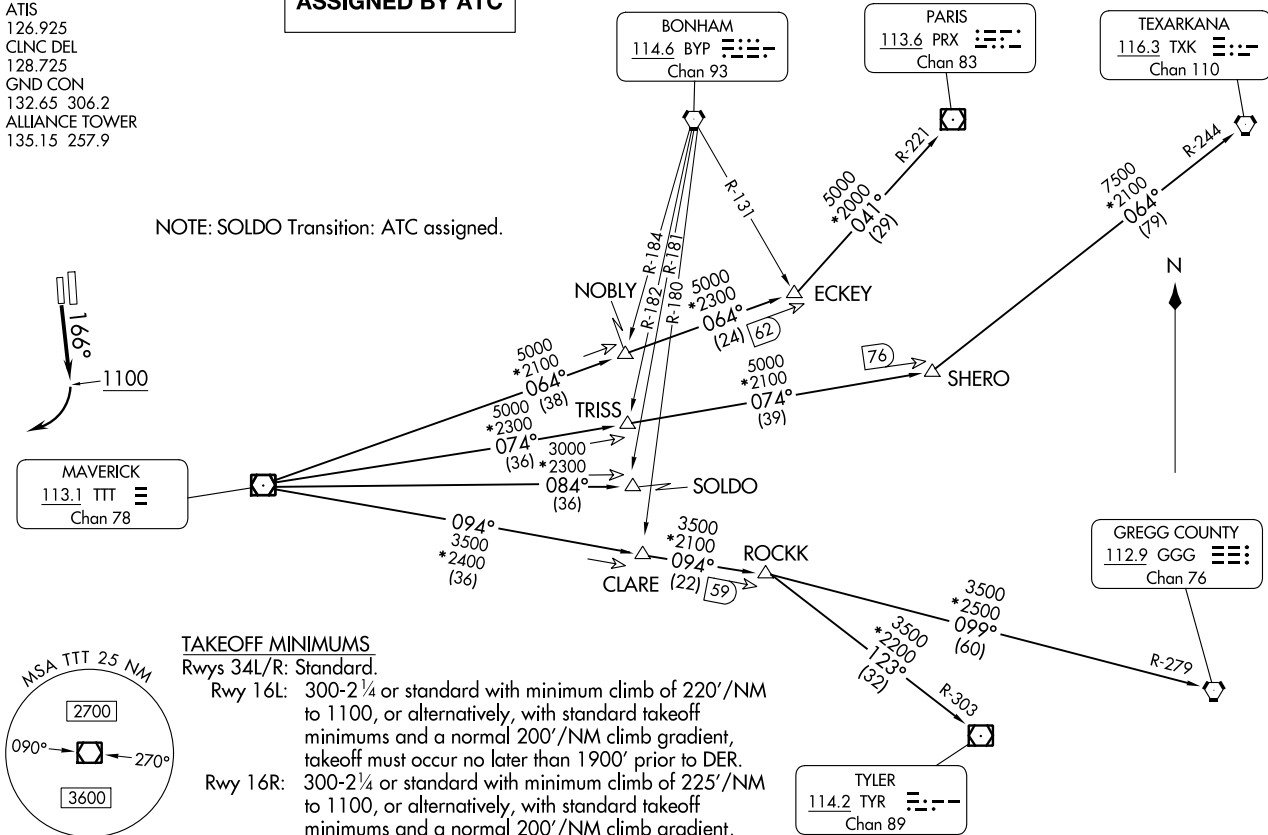 ATIS
126.925
CLNC DEL
128.725
GND CON
132.65 306.2
ALLIANCE TOWER
135.15 257.9
ASSIGNED BY ATC
BONHAM
114.6 BYP
Chan 93
PARIS
113.6 PRX
Chan 83
TEXARKANA
116.3 TXK
Chan 110
NOTE: SOLDO Transition: ATC assigned.
R-221
R-244
5000
*2000
041°
(29)
7500
*2100
064°
(79)
R-131
R-184
R-181
R-182
R-180
N
NOBLY
5000
*2300
064°
(24) 62
ECKEY
166°
1100
5000
*2100
064°
(38)
76
SHERO
5000
*2100
074°
(39)
TRISS
5000
*2300
074°
(36)
3000
*2300
084°
(36)
SOLDO
MAVERICK
113.1 TTT
Chan 78
094°
3500
*2400
(36)
CLARE
3500
*2100
094°
(22) 59
ROCKK
GREGG COUNTY
112.9 GGG
Chan 76
3500
*2500
099°
(60)
R-279
3500
*2200
123°
(32)
R-303
TYLER
114.2 TYR
Chan 89
MSA TTT 25 NM
2700
090°
270°
3600
TAKEOFF MINIMUMS
Rwys 34L/R: Standard.
Rwy 16L: 300-2¼ or standard with minimum climb of 220'/NM
to 1100, or alternatively, with standard takeoff
minimums and a normal 200'/NM climb gradient,
takeoff must occur no later than 1900' prior to DER.
Rwy 16R: 300-2¼ or standard with minimum climb of 225'/NM
to 1100, or alternatively, with standard takeoff
minimums and a normal 200'/NM climb gradient,